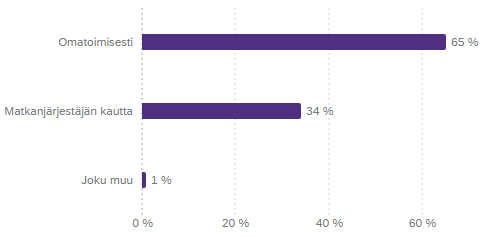 Omatoimisesti 65 %
Matkanjärjestäjän kautta 34 %
Joku muu 1 %
0 % 20 % 40 % 60 %